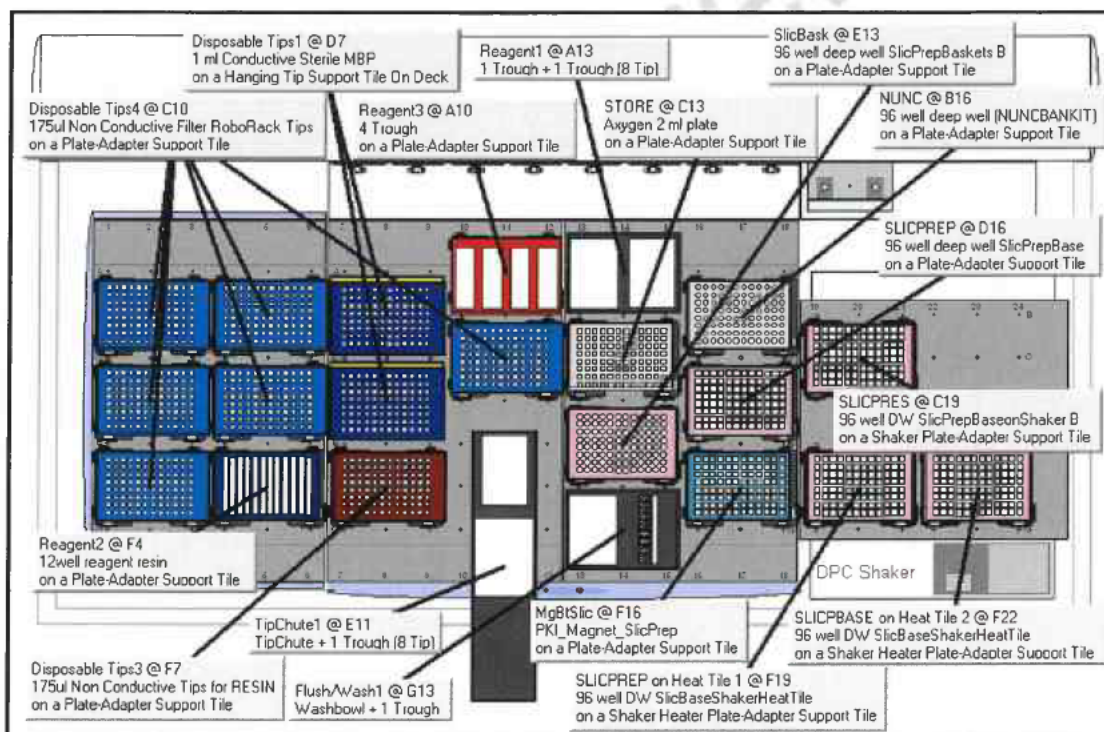 Disposable Tips1 @ D7
1 ml Conductive Sterile MBP
on a Hanging Tip Support Tile On Deck
Reagent1 @ A13
1 Trough + 1 Trough (8 Tip)
SlicBask @ E13
96 well deep well SlicPrepBaskets B
on a Plate-Adapter Support Tile
Disposable Tips4 @ C10
175ul Non Conductive Filter RoboRack Tips
on a Plate-Adapter Support Tile
Reagent3 @ A10
4 Trough
on a Plate-Adapter Support Tile
STORE @ C13
Axygen 2 ml plate
on a Plate-Adapter Support Tile
NUNC @ B16
96 well deep well (NUNCBANKIT)
on a Plate-Adapter Support Tile
SLICPREP @ D16
96 well deep well SlicPrepBase
on a Plate-Adapter Support Tile
SLICPRES @ C19
96 well DW SlicPrepBaseonShaker B
on a Shaker Plate-Adapter Support Tile
Reagent2 @ F4
12well reagent resin
on a Plate-Adapter Support Tile
DPC Shaker
TipChute1 @ E11
TipChute + 1 Trough (8 Tip)
MgBtSlic @ F16
PKI_Magnet_SlicPrep
on a Plate-Adapter Support Tile
SLICPBASE on Heat Tile 2 @ F22
96 well DW SlicBaseShakerHeatTile
on a Shaker Heater Plate-Adapter Support Tile
Disposable Tips3 @ F7
175ul Non Conductive Tips for RESIN
on a Plate-Adapter Support Tile
Flush/Wash1 @ G13
Washbowl + 1 Trough
SLICPREP on Heat Tile 1 @ F19
96 well DW SlicBaseShakerHeatTile
on a Shaker Heater Plate-Adapter Support Tile